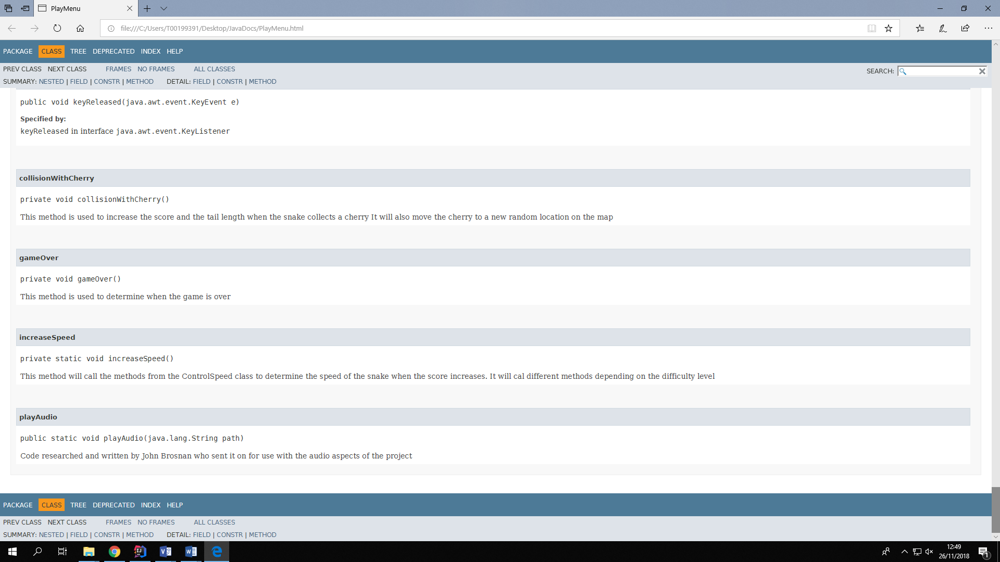 PlayMenu
file:///C:/Users/T00199391/Desktop/JavaDocs/PlayMenu.html
PACKAGE CLASS TREE DEPRECATED INDEX HELP
PREV CLASS NEXT CLASS FRAMES NO FRAMES ALL CLASSES
SEARCH:
SUMMARY: NESTED | FIELD | CONSTR | METHOD DETAIL: FIELD | CONSTR | METHOD
public void keyReleased(java.awt.event.KeyEvent e)
Specified by:
keyReleased in interface java.awt.event.KeyListener
collisionWithCherry
private void collisionWithCherry()
This method is used to increase the score and the tail length when the snake collects a cherry It will also move the cherry to a new random location on the map
gameOver
private void gameOver()
This method is used to determine when the game is over
increaseSpeed
private static void increaseSpeed()
This method will call the methods from the ControlSpeed class to determine the speed of the snake when the score increases. It will cal different methods depending on the difficulty level
playAudio
public static void playAudio(java.lang.String path)
Code researched and written by John Brosnan who sent it on for use with the audio aspects of the project
PACKAGE CLASS TREE DEPRECATED INDEX HELP
PREV CLASS NEXT CLASS FRAMES NO FRAMES ALL CLASSES
SUMMARY: NESTED | FIELD | CONSTR | METHOD DETAIL: FIELD | CONSTR | METHOD
12:49
26/11/2018
1